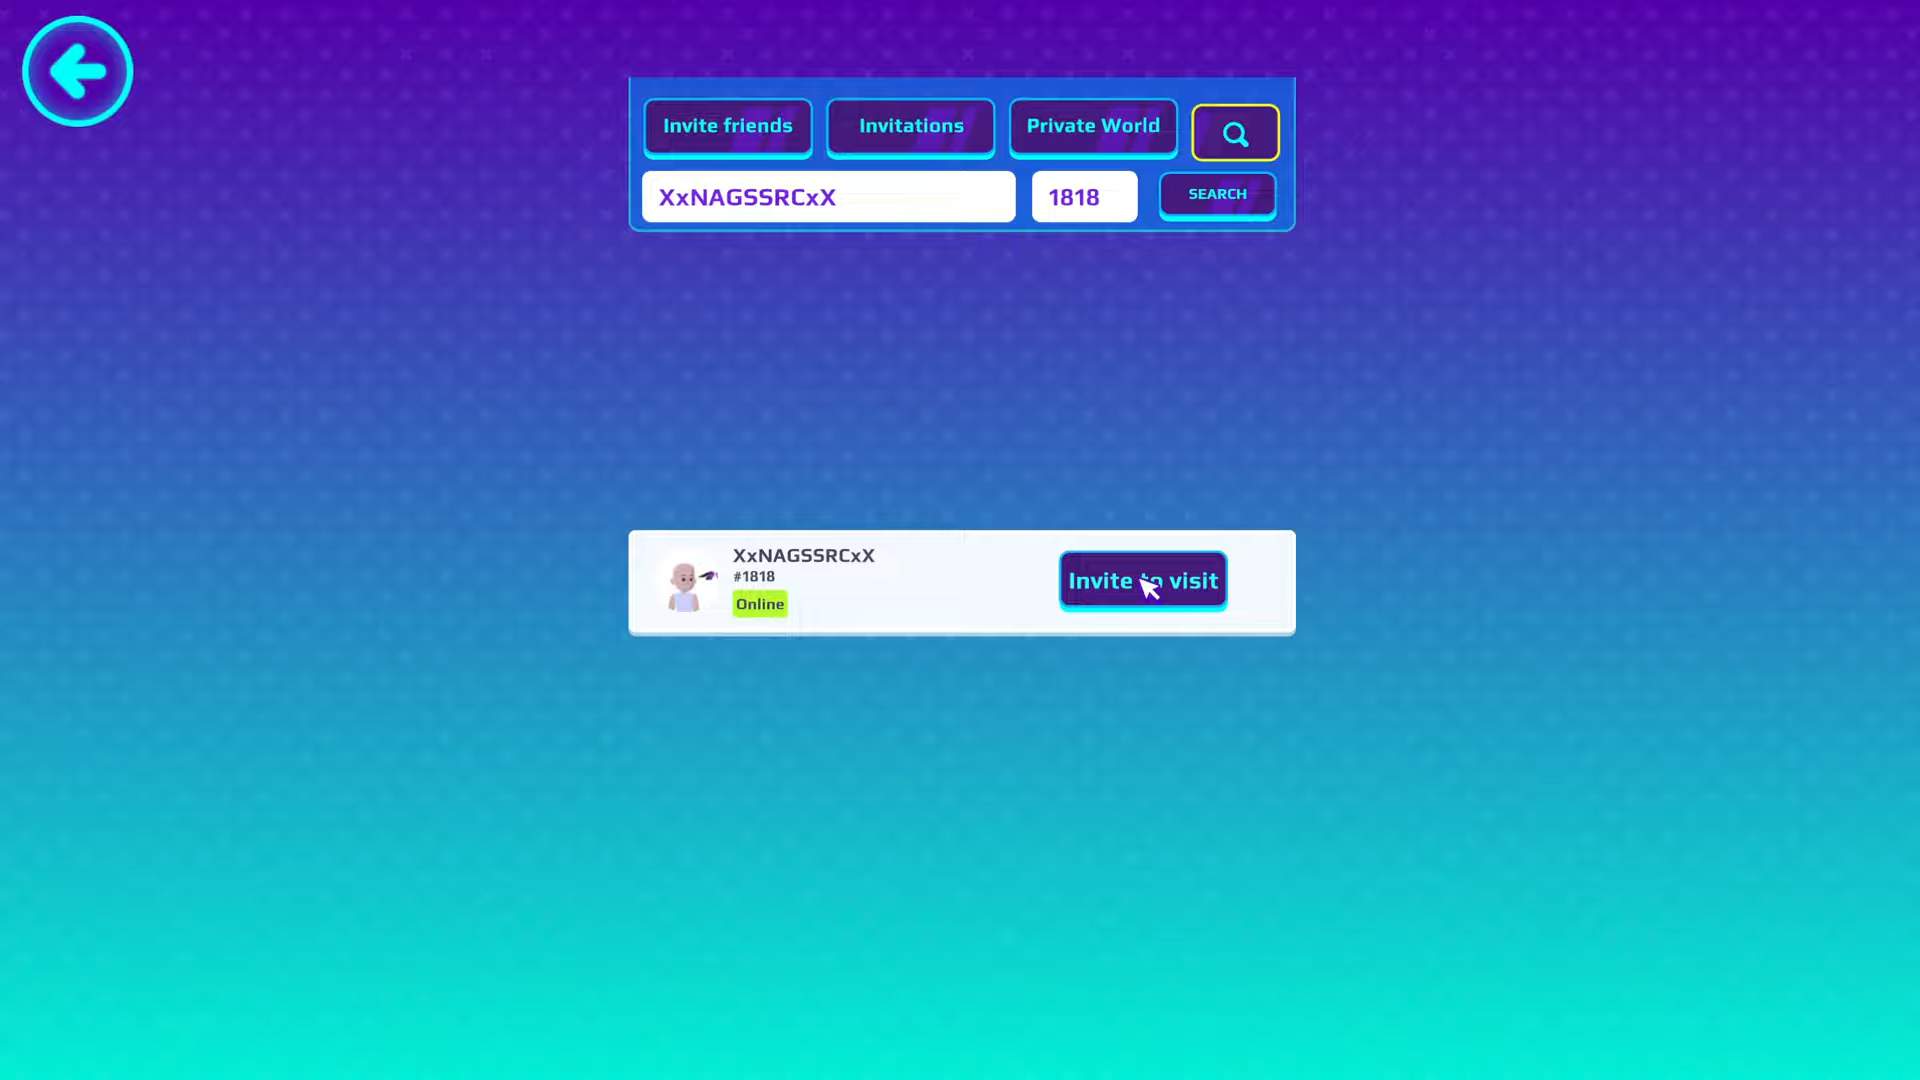 Invite friends
Invitations
Private World
XxNAGSSRCxX
1818
SEARCH
XxNAGSSRCxX
#1818
Online
Invite to visit